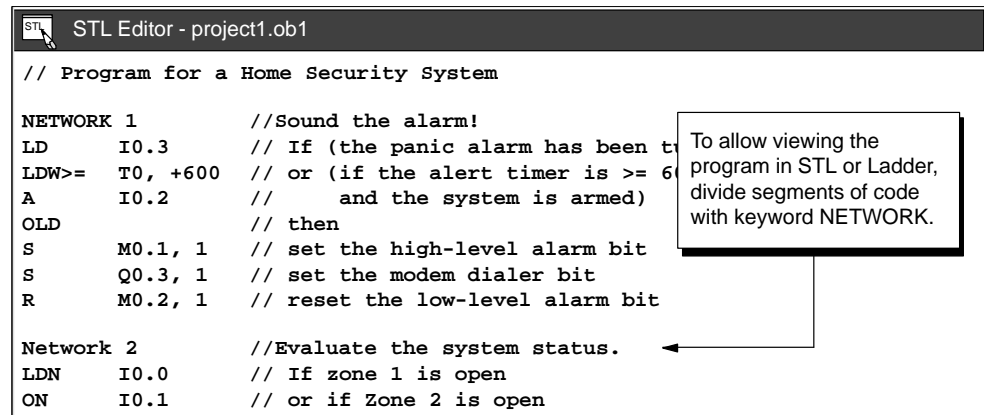 STL
STL Editor - project1.ob1
// Program for a Home Security System
NETWORK 1 //Sound the alarm!
LD I0.3 // If (the panic alarm has been
LDW>= T0, +600 // or (if the alert timer is >=
A I0.2 // and the system is armed)
OLD // then
S M0.1, 1 // set the high-level alarm bit
S Q0.3, 1 // set the modem dialer bit
R M0.2, 1 // reset the low-level alarm bit
Network 2 //Evaluate the system status.
LDN I0.0 // If zone 1 is open
ON I0.1 // or if Zone 2 is open
To allow viewing the
program in STL or Ladder,
divide segments of code
with keyword NETWORK.